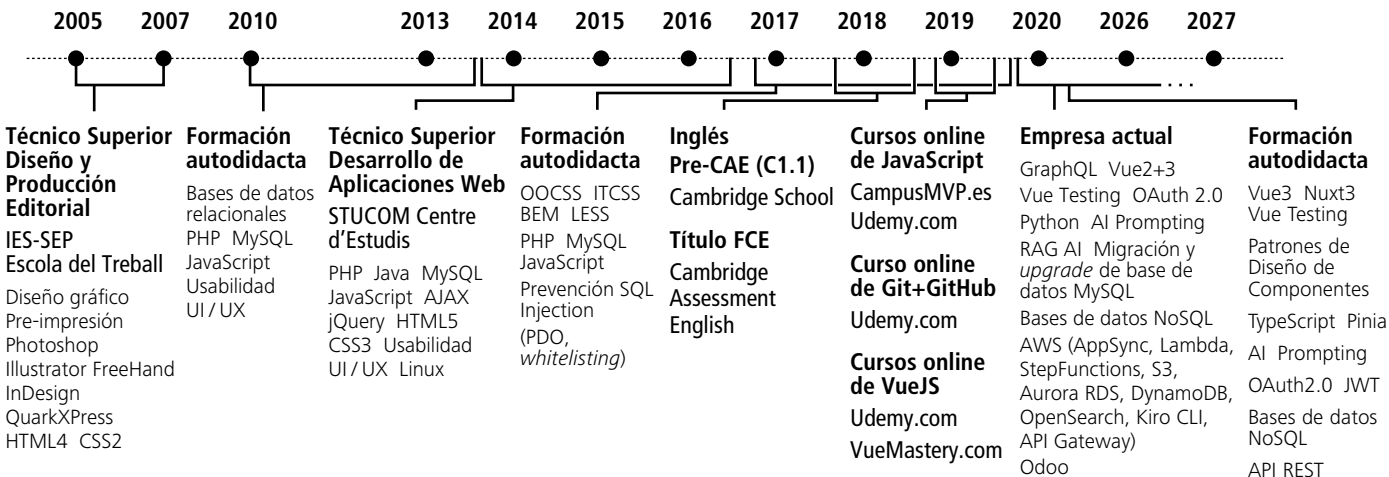 2005 2007 2010 2013 2014 2015 2016 2017 2018 2019 2020 2026 2027
Técnico Superior
Diseño y
Producción
Editorial
IES-SEP
Escola del Treball
Diseño gráfico
Pre-impresión
Photoshop
Illustrator FreeHand
InDesign
QuarkXPress
HTML4 CSS2
Formación
autodidacta
Bases de datos
relacionales
PHP MySQL
JavaScript
Usabilidad
UI / UX
Técnico Superior
Desarrollo de
Aplicaciones Web
STUCOM Centre
d’Estudis
PHP Java MySQL
JavaScript AJAX
jQuery HTML5
CSS3 Usabilidad
UI / UX Linux
Formación
autodidacta
OOCSS ITCSS
BEM LESS
PHP MySQL
JavaScript
Prevención SQL
Injection
(PDO,
whitelisting)
Inglés
Pre-CAE (C1.1)
Cambridge School
Título FCE
Cambridge
Assessment
English
Cursos online
de JavaScript
CampusMVP.es
Udemy.com
Curso online
de Git+GitHub
Udemy.com
Cursos online
de VueJS
Udemy.com
VueMastery.com
Empresa actual
GraphQL Vue2+3
Vue Testing OAuth 2.0
Python AI Prompting
RAG AI Migración y
upgrade de base de
datos MySQL
Bases de datos NoSQL
AWS (AppSync, Lambda,
StepFunctions, S3,
Aurora RDS, DynamoDB,
OpenSearch, Kiro CLI,
API Gateway)
Odoo
Formación
autodidacta
Vue3 Nuxt3
Vue Testing
Patrones de
Diseño de
Componentes
TypeScript Pinia
AI Prompting
OAuth2.0 JWT
Bases de datos
NoSQL
API REST